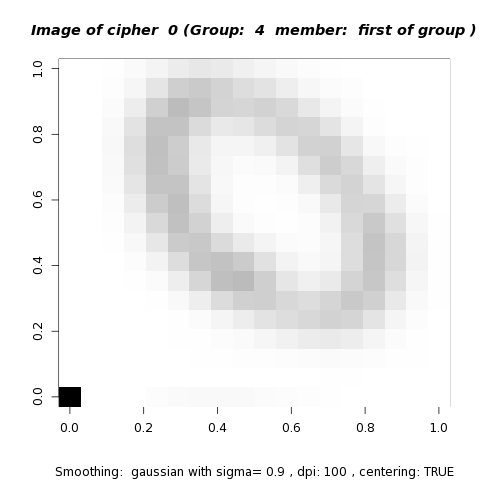 Image of cipher  0 (Group:  4  member:  first of group )
1.0
0.8
0.6
0.4
0.2
0.0
0.0 0.2 0.4 0.6 0.8 1.0
Smoothing:  gaussian with sigma= 0.9 , dpi: 100 , centering: TRUE